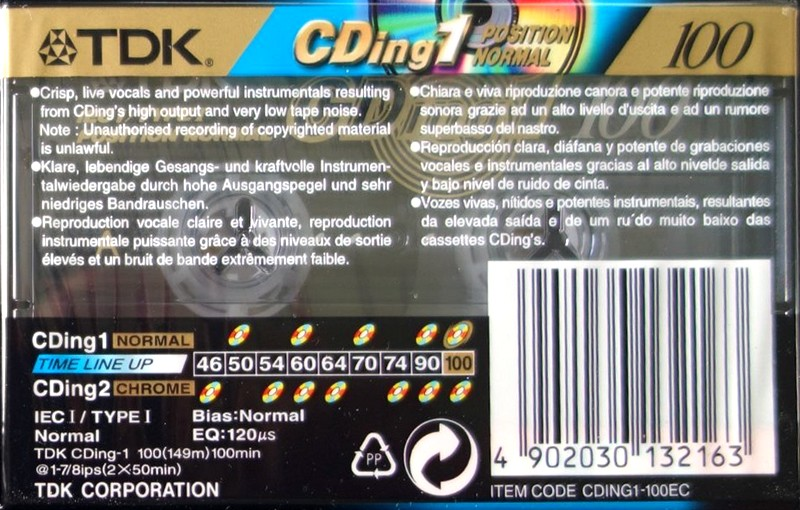 TDK®
CDing1 POSITION NORMAL
100
●Crisp, live vocals and powerful instrumentals resulting
from CDing's high output and very low tape noise.
Note : Unauthorised recording of copyrighted material
is unlawful.
●Klare, lebendige Gesangs- und kraftvolle Instrumen-
talwiedergabe durch hohe Ausgangspegel und sehr
niedriges Bandrauschen.
●Reproduction vocale claire et vivante, reproduction
instrumentale puissante grâce à des niveaux de sortie
élevés et un bruit de bande extrêmement faible.
●Chiara e viva riproduzione canora e potente riproduzione
sonora grazie ad un alto livello d'uscita e ad un rumore
superbasso del nastro.
●Reproducción clara, diáfana y potente de grabaciones
vocales e instrumentales gracias al alto nivelde salida
y bajo nivel de ruido de cinta.
●Vozes vivas, nítidos e potentes instrumentais, resultantes
da elevada saída e de um ru´do muito baixo das
cassettes CDing's.
CDing1 NORMAL
TIME LINE UP 46 50 54 60 64 70 74 90 100
CDing2 CHROME
IEC I / TYPE I Bias:Normal
Normal EQ:120µs
TDK CDing-1 100(149m)100min
@1-7/8ips(2×50min)
TDK CORPORATION
PP
4 902030 132163
ITEM CODE CDING1-100EC